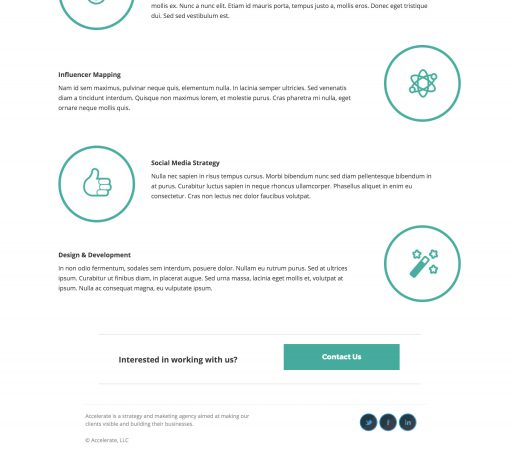 mollis ex. Nunc a nunc elit. Etiam id mauris porta, tempus justo a, mollis eros. Donec eget tristique
dui. Sed sed vestibulum est.
Influencer Mapping
Nam id sem maximus, pulvinar neque quis, elementum nulla. In lacinia semper ultricies. Sed venenatis
diam a tincidunt interdum. Quisque non maximus lorem, et molestie purus. Cras pharetra mi nulla, eget
ornare neque mollis quis.
Social Media Strategy
Nulla nec sapien in risus tempus cursus. Morbi bibendum nunc sed diam pellentesque bibendum in
at purus. Curabitur luctus sapien in neque rhoncus ullamcorper. Phasellus aliquet in enim eu
consectetur. Cras non lectus nec dolor faucibus volutpat.
Design & Development
In non odio fermentum, sodales sem interdum, posuere dolor. Nullam eu rutrum purus. Sed at ultrices
ipsum. Curabitur ut finibus diam, in placerat augue. Sed urna massa, lacinia eget mollis et, volutpat at
ipsum. Nulla ac consequat magna, eu vulputate ipsum.
Interested in working with us?
Contact Us
Accelerate is a strategy and maketing agency aimed at making our
clients visible and building their businesses.
© Accelerate, LLC